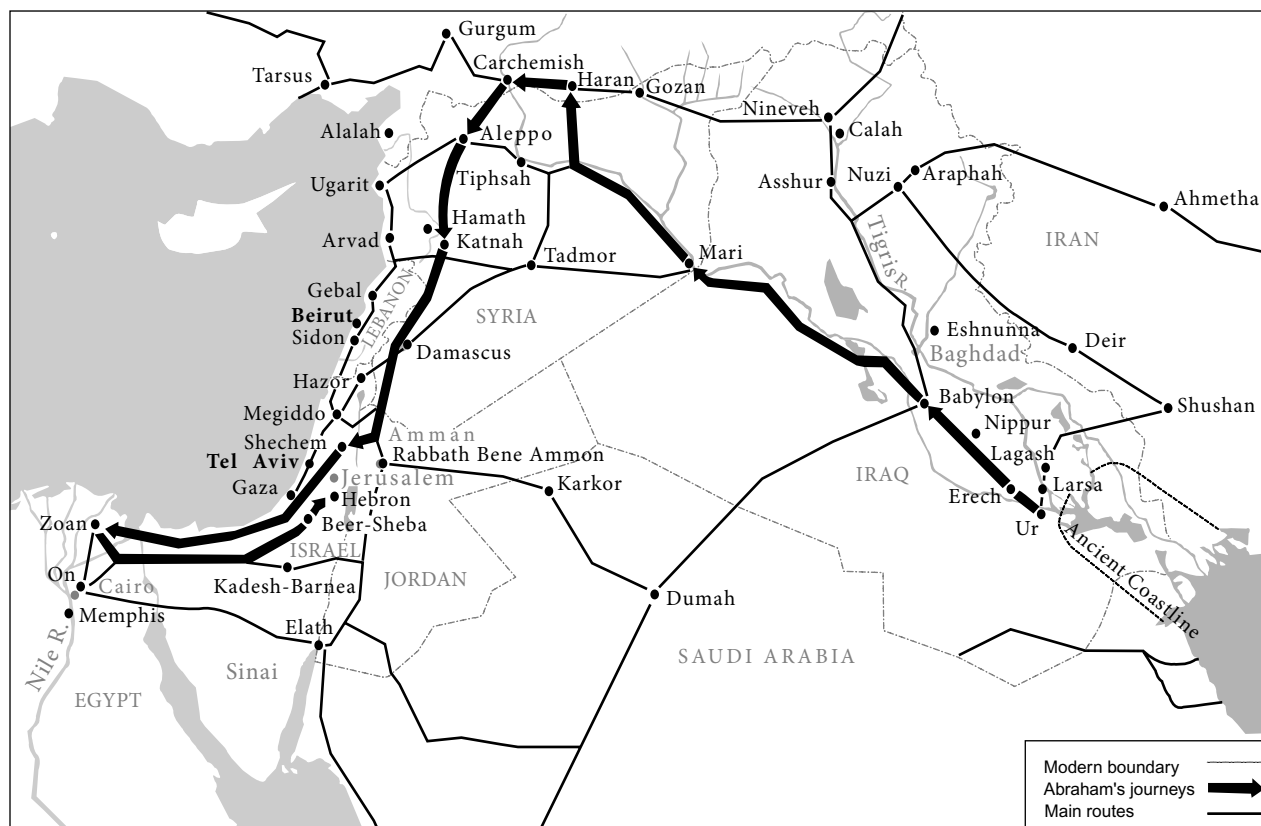 Gurgum
Carchemish
Tarsus
Haran
Gozan
Nineveh
Alalah
Calah
Aleppo
Tiphsah
Ugarit
Asshur
Nuzi
Araphah
Ahmetha
Hamath
Katnah
Arvad
Tadmor
Mari
Tigris R.
IRAN
Gebal
LEBANON
Beirut
Sidon
SYRIA
Damascus
Eshnunna
Baghdad
Deir
Hazor
Megiddo
Babylon
Shushan
Nippur
Shechem
Amman
Tel Aviv
Rabbath Bene Ammon
Lagash
Jerusalem
Gaza
Hebron
Karkor
IRAQ
Erech
Larsa
Ur
Zoan
Beer-Sheba
ISRAEL
Ancient Coastline
On
Cairo
Kadesh-Barnea
JORDAN
Memphis
Dumah
Elath
Nile R.
Sinai
SAUDI ARABIA
EGYPT
Modern boundary
Abraham's journeys
Main routes